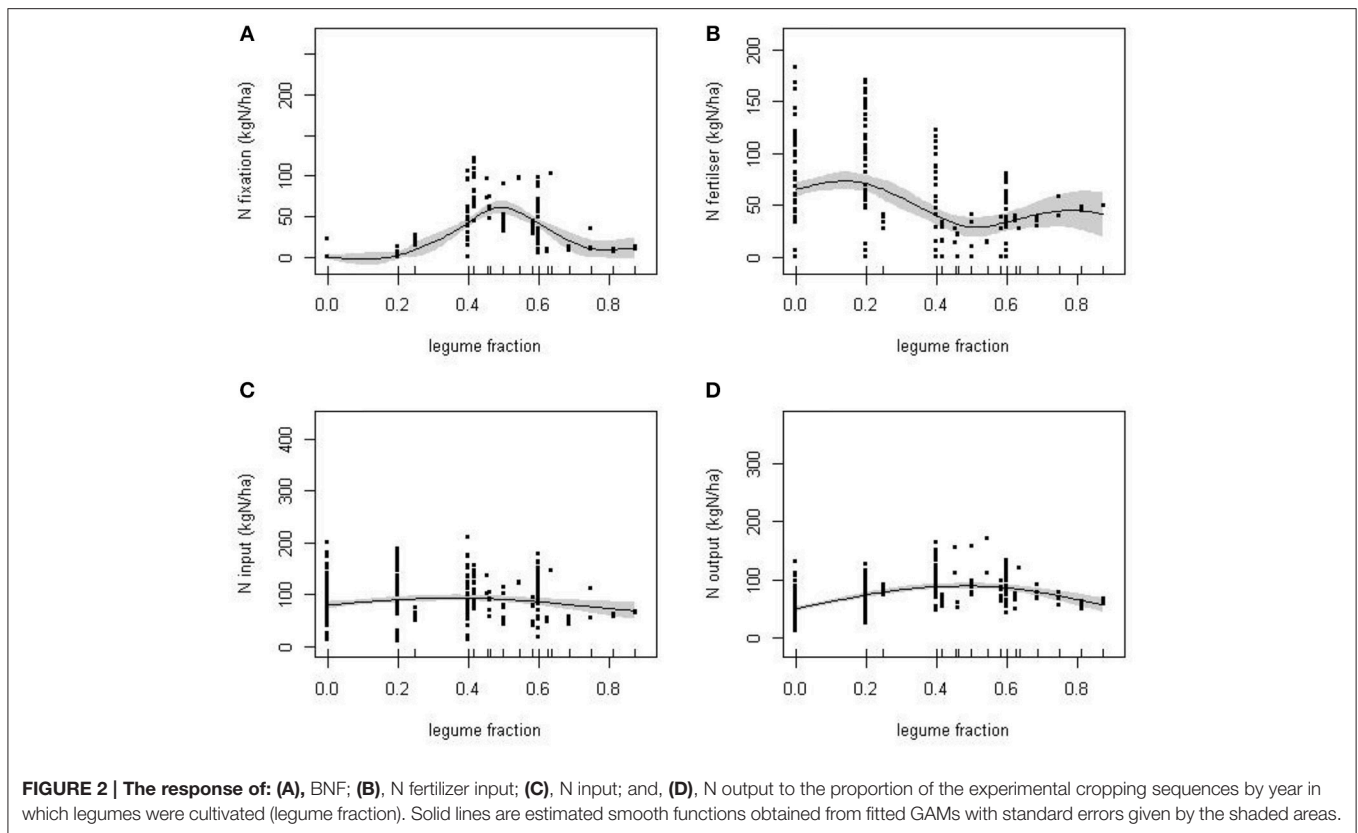 A
N fixation (kgN/ha)
0 50 100 200
0.0 0.2 0.4 0.6 0.8
legume fraction
B
N fertiliser (kgN/ha)
0 50 100 150 200
0.0 0.2 0.4 0.6 0.8
legume fraction
C
N input (kgN/ha)
0 100 200 300 400
0.0 0.2 0.4 0.6 0.8
legume fraction
D
N output (kgN/ha)
0 100 200 300
0.0 0.2 0.4 0.6 0.8
legume fraction
FIGURE 2 | The response of: (A), BNF; (B), N fertilizer input; (C), N input; and, (D), N output to the proportion of the experimental cropping sequences by year in
which legumes were cultivated (legume fraction). Solid lines are estimated smooth functions obtained from fitted GAMs with standard errors given by the shaded areas.